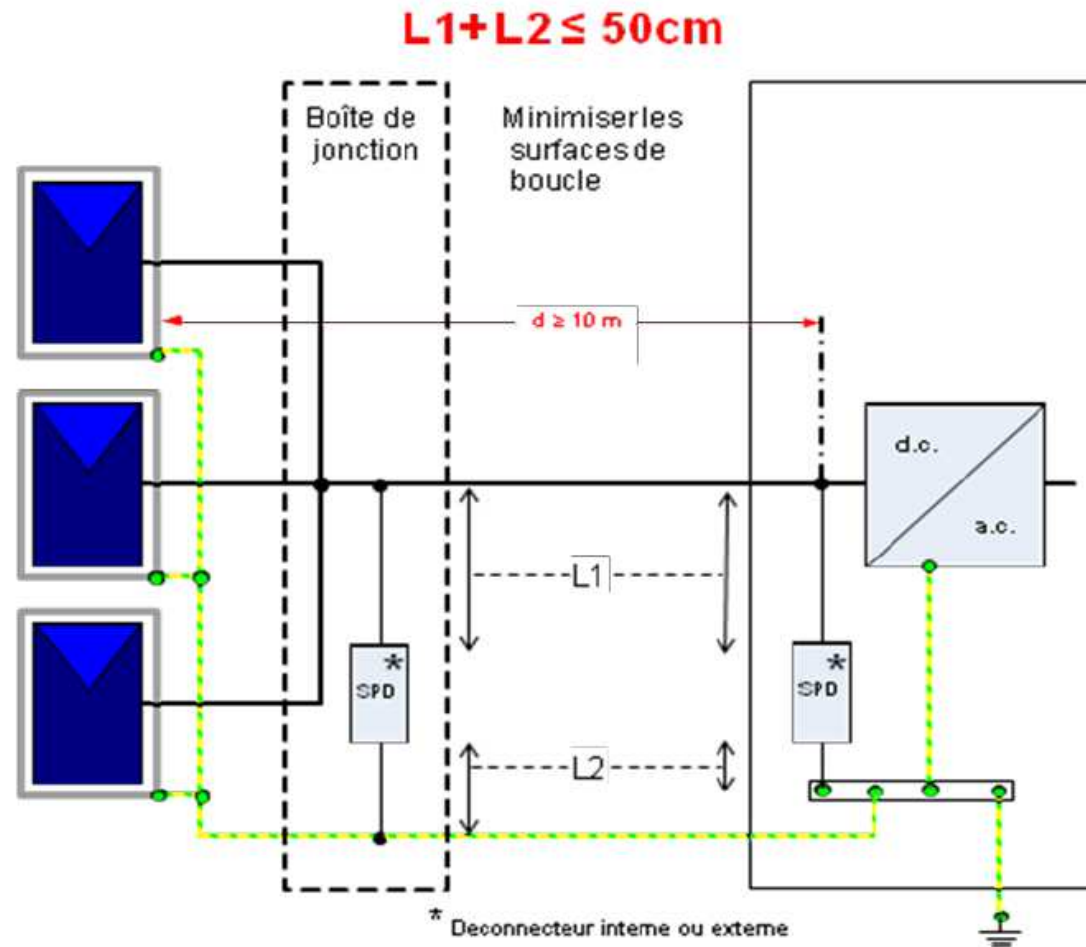 L1+L2 ≤ 50cm
Boîte de
jonction
Minimiserles
surfaces de
boucle
d ≥ 10 m
d.c.
a.c.
L1
* SPD
* SPD
L2
* Deconnecteur interne ou externe